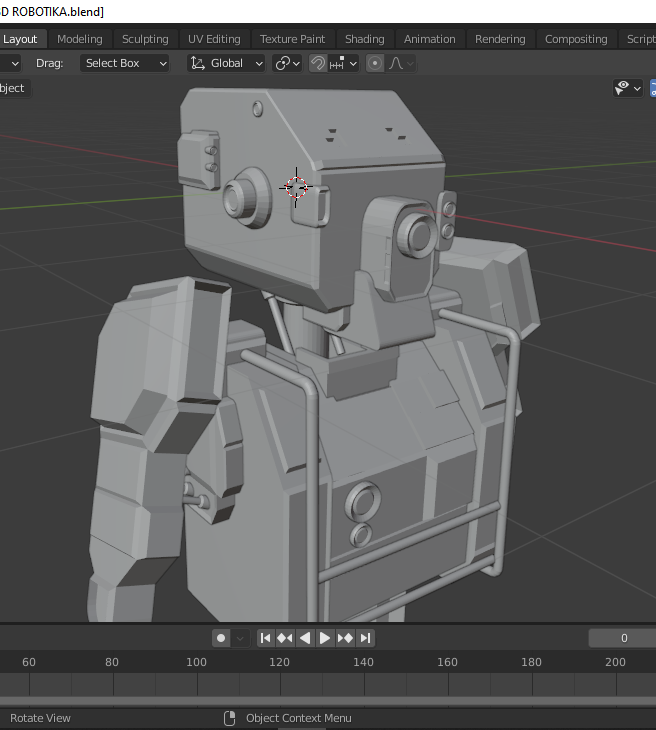 D ROBOTIKA.blend]
Layout Modeling Sculpting UV Editing Texture Paint Shading Animation Rendering Compositing Script
Drag: Select Box Global
bject
0
60 80 100 120 140 160 180 200
Rotate View Object Context Menu